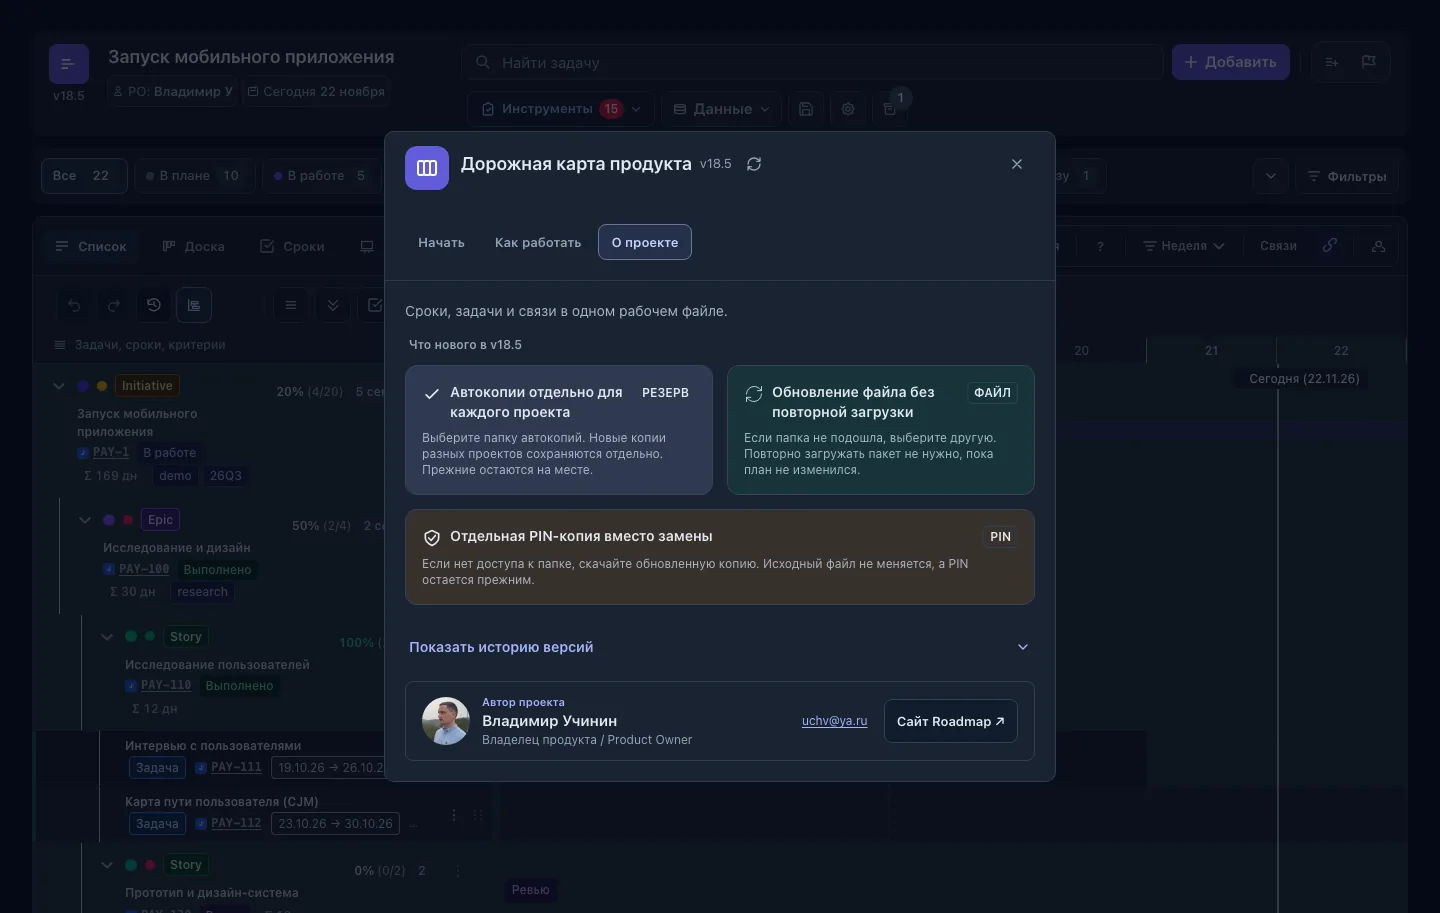 Запуск мобильного приложения
v18.5
PO: Владимир У
Сегодня 22 ноября
Найти задачу
+ Добавить
Инструменты 15
Данные
1
Все 22
В плане 10
В работе 5
1
Фильтры
Список
Доска
Сроки
?
Неделя
Связи
Задачи, сроки, критерии
20
21
22
Сегодня (22.11.26)
Initiative
20% (4/20)
Запуск мобильного
приложения
PAY-1
В работе
Σ 169 дн
demo
26Q3
Epic
50% (2/4)
Исследование и дизайн
PAY-100
Выполнено
Σ 30 дн
research
Story
100%
Исследование пользователей
PAY-110
Выполнено
Σ 12 дн
Интервью с пользователями
Задача
PAY-111
19.10.26 → 26.10.2
Карта пути пользователя (CJM)
Задача
PAY-112
23.10.26 → 30.10.26
...
Story
0% (0/2)
2
Прототип и дизайн-система
Ревью
Дорожная карта продукта v18.5
Начать
Как работать
О проекте
Сроки, задачи и связи в одном рабочем файле.
Что нового в v18.5
Автокопии отдельно для
каждого проекта
РЕЗЕРВ
Выберите папку автокопий. Новые копии
разных проектов сохраняются отдельно.
Прежние остаются на месте.
Обновление файла без
повторной загрузки
ФАЙЛ
Если папка не подошла, выберите другую.
Повторно загружать пакет не нужно, пока
план не изменился.
Отдельная PIN-копия вместо замены
PIN
Если нет доступа к папке, скачайте обновленную копию. Исходный файл не меняется, а PIN
остается прежним.
Показать историю версий
Автор проекта
Владимир Учинин
Владелец продукта / Product Owner
uchv@ya.ru
Сайт Roadmap ↗